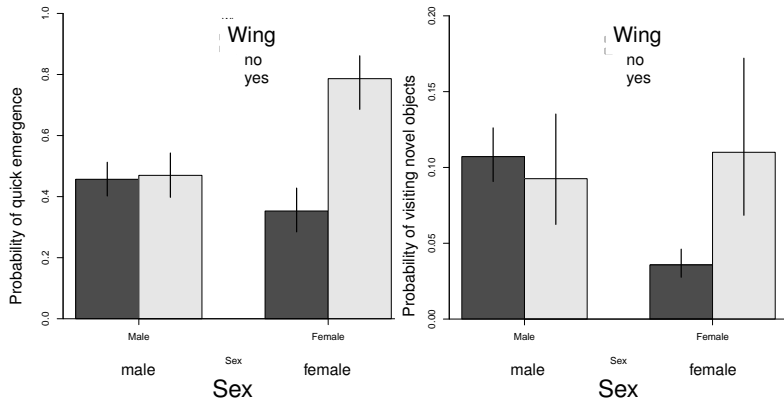 Probability of quick emergence
0.0
0.2
0.4
0.6
0.8
1.0
Wing
no
yes
Male
Female
Sex
male
female
Sex
Probability of visiting novel objects
0.00
0.05
0.10
0.15
0.20
Wing
no
yes
Male
Female
Sex
male
female
Sex